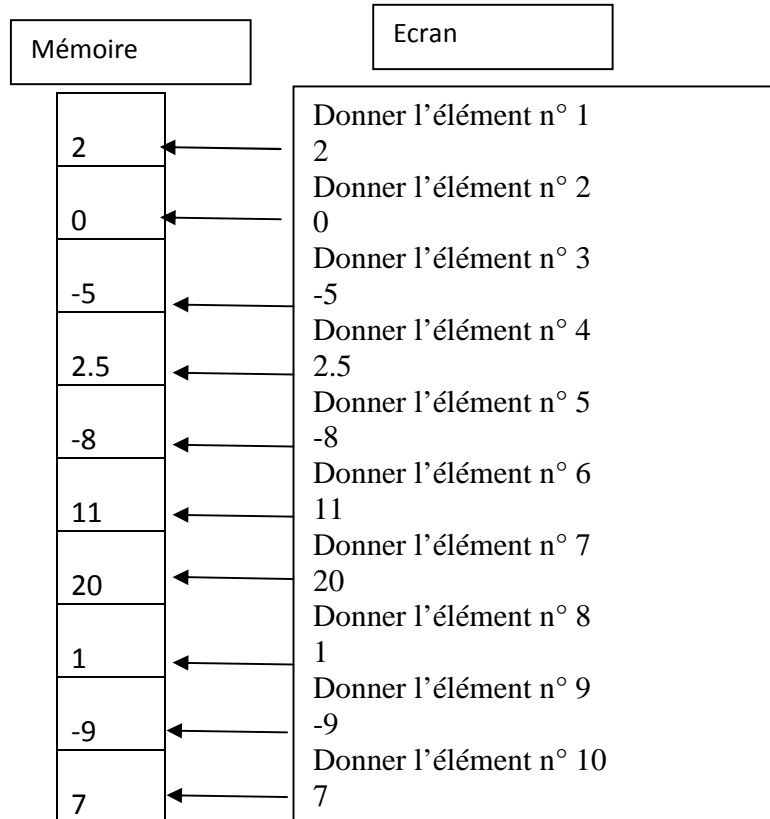 Mémoire
Ecran
2
0
-5
2.5
-8
11
20
1
-9
7
Donner l’élément n° 1
2
Donner l’élément n° 2
0
Donner l’élément n° 3
-5
Donner l’élément n° 4
2.5
Donner l’élément n° 5
-8
Donner l’élément n° 6
11
Donner l’élément n° 7
20
Donner l’élément n° 8
1
Donner l’élément n° 9
-9
Donner l’élément n° 10
7